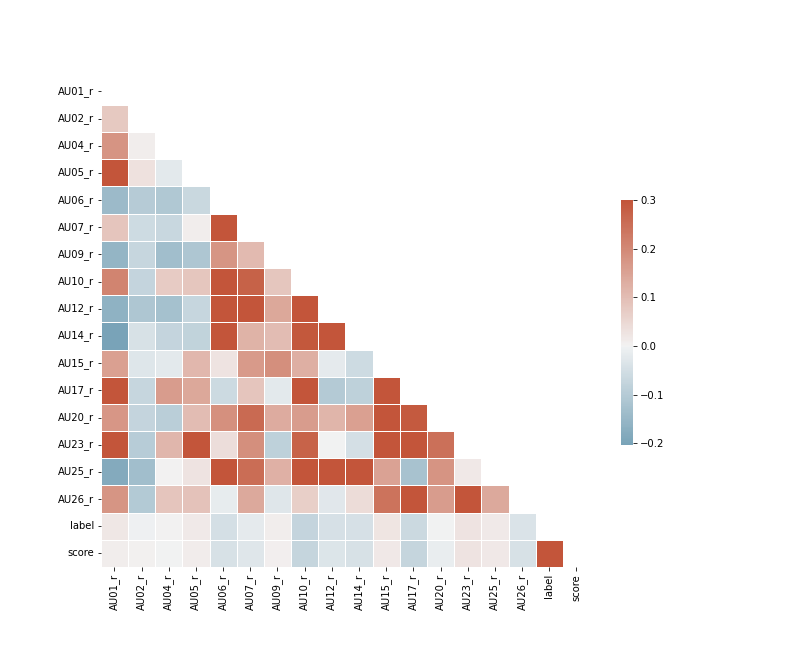 AU01_r
AU02_r
AU04_r
AU05_r
AU06_r
AU07_r
AU09_r
AU10_r
AU12_r
AU14_r
AU15_r
AU17_r
AU20_r
AU23_r
AU25_r
AU26_r
label
score
AU01_r
AU02_r
AU04_r
AU05_r
AU06_r
AU07_r
AU09_r
AU10_r
AU12_r
AU14_r
AU15_r
AU17_r
AU20_r
AU23_r
AU25_r
AU26_r
label
score
0.3
0.2
0.1
0.0
−0.1
−0.2